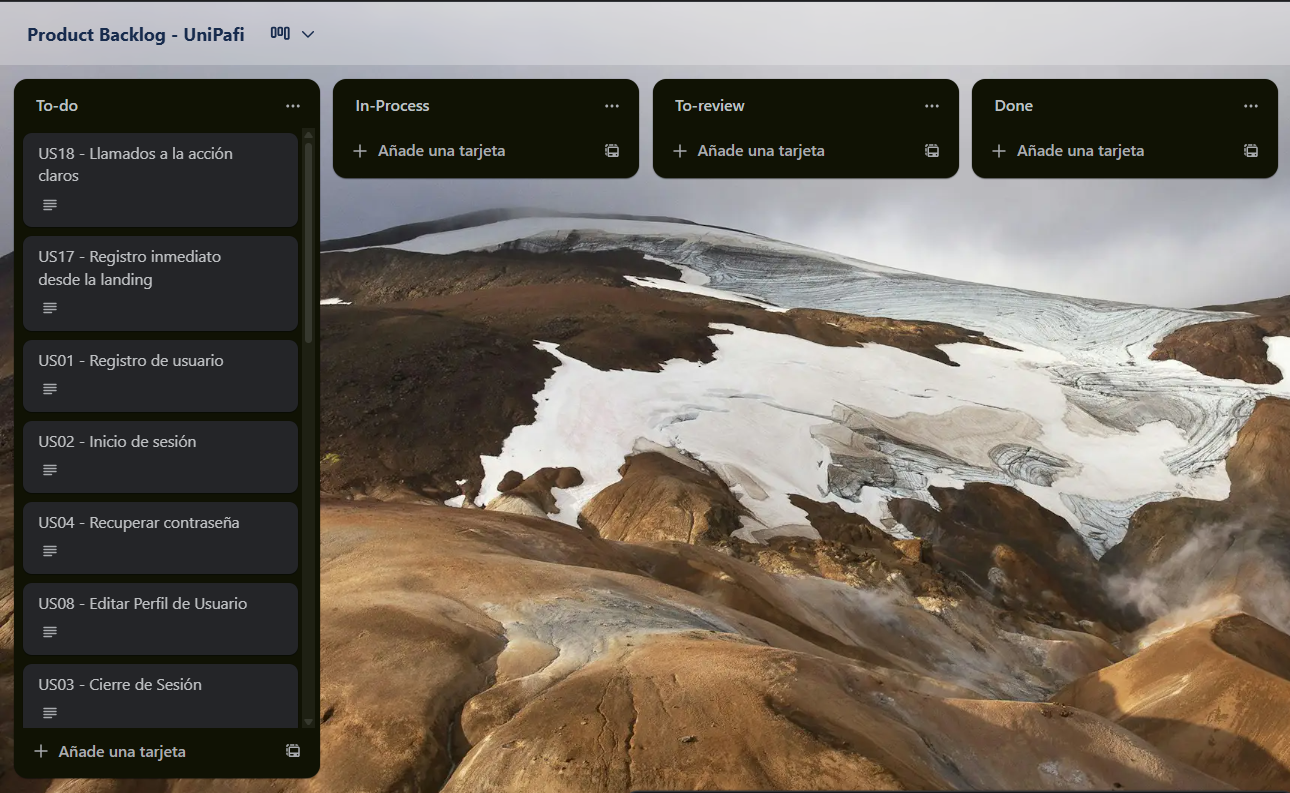 Product Backlog - UniPafi
To-do
US18 - Llamados a la acción
claros
US17 - Registro inmediato
desde la landing
US01 - Registro de usuario
US02 - Inicio de sesión
US04 - Recuperar contraseña
US08 - Editar Perfil de Usuario
US03 - Cierre de Sesión
Añade una tarjeta
In-Process
Añade una tarjeta
To-review
Añade una tarjeta
Done
Añade una tarjeta